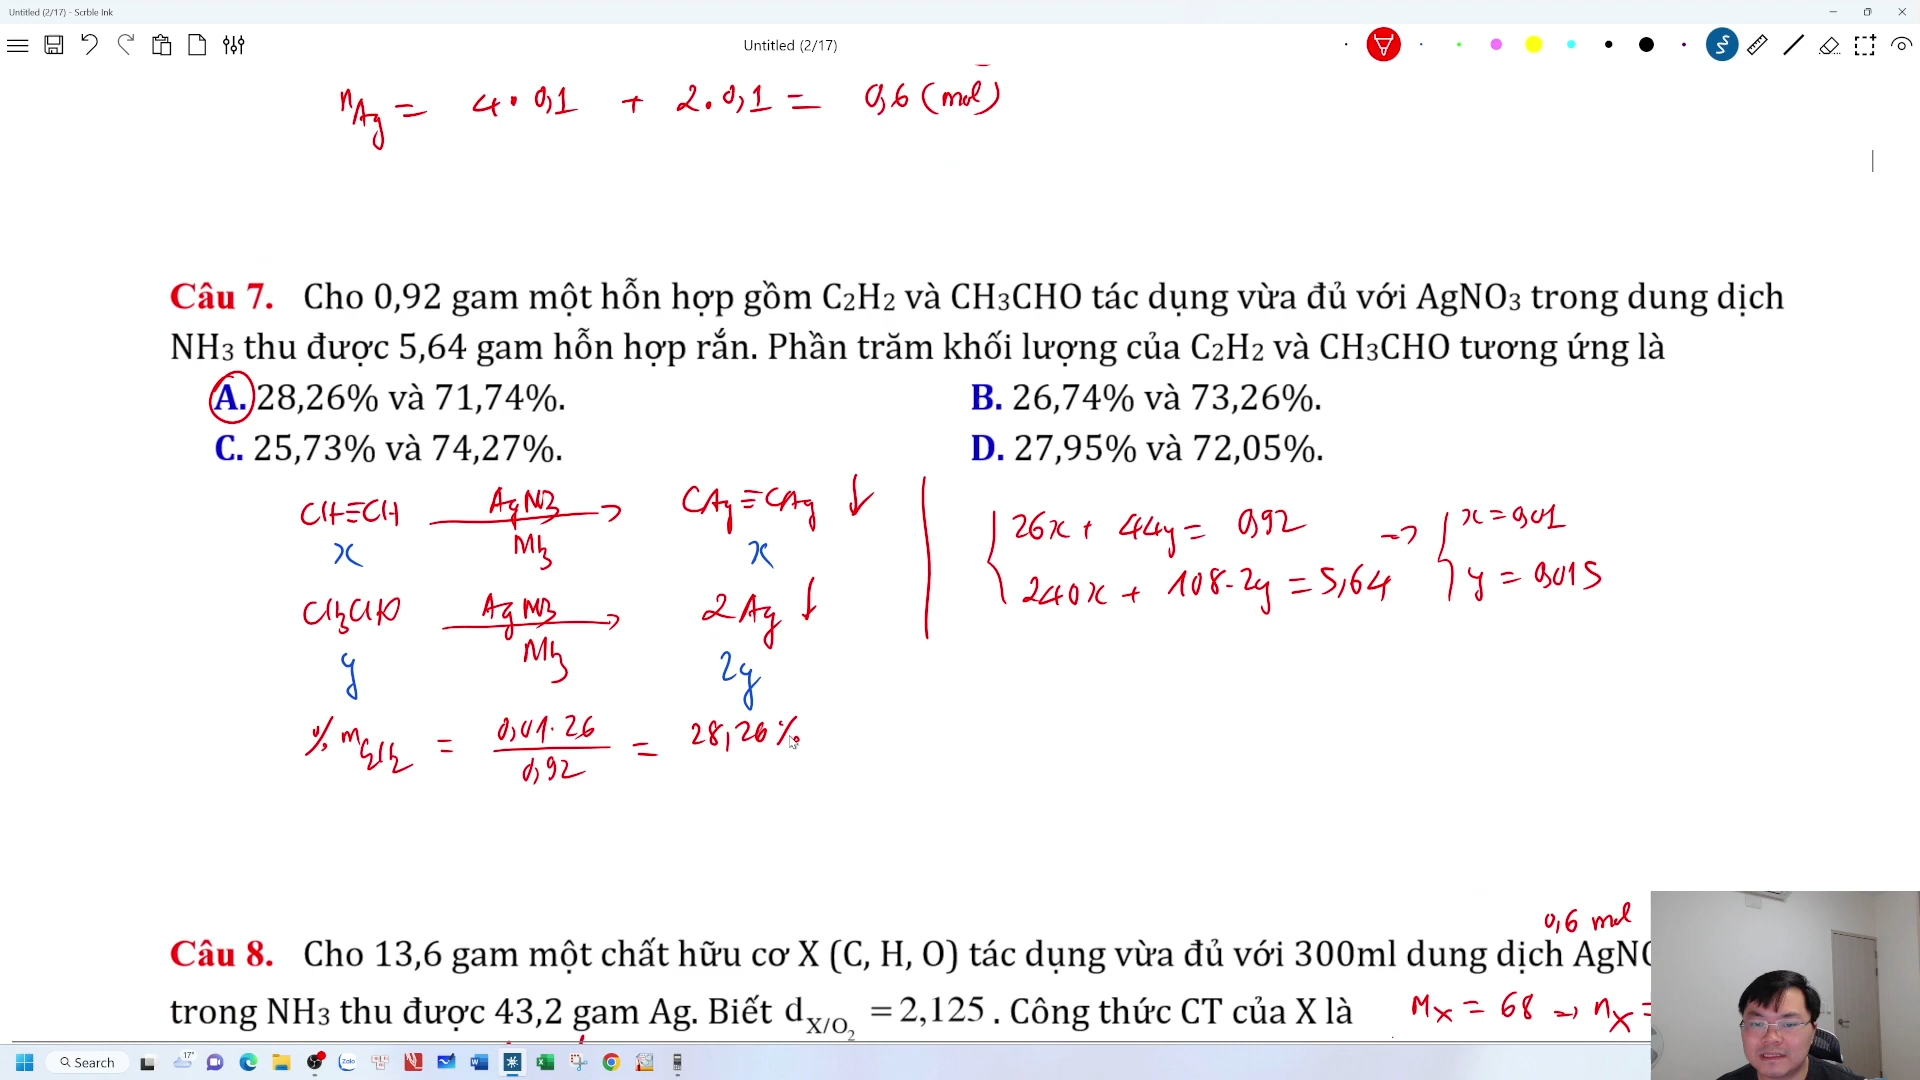 Untitled (2/17) - Scrble Ink
Untitled (2/17)
nAg = 4 . 0,1 + 2 . 0,1 = 0,6 (mol)
Câu 7. Cho 0,92 gam một hỗn hợp gồm C2H2 và CH3CHO tác dụng vừa đủ với AgNO3 trong dung dịch
NH3 thu được 5,64 gam hỗn hợp rắn. Phần trăm khối lượng của C2H2 và CH3CHO tương ứng là
A. 28,26% và 71,74%. B. 26,74% và 73,26%.
C. 25,73% và 74,27%. D. 27,95% và 72,05%.
CH≡CH AgNO3 NH3 → CAg≡CAg ↓
x x
CH3CHO AgNO3 NH3 → 2Ag ↓
y 2y
26x + 44y = 0,92 → x = 0,01
240x + 108.2y = 5,64 y = 0,015
% mC2H2 = 0,01.26 / 0,92 = 28,26%
0,6 mol
Câu 8. Cho 13,6 gam một chất hữu cơ X (C, H, O) tác dụng vừa đủ với 300ml dung dịch AgNO
trong NH3 thu được 43,2 gam Ag. Biết dX/O2 = 2,125. Công thức CT của X là
MX = 68 → nX =
Search
17°
Zalo